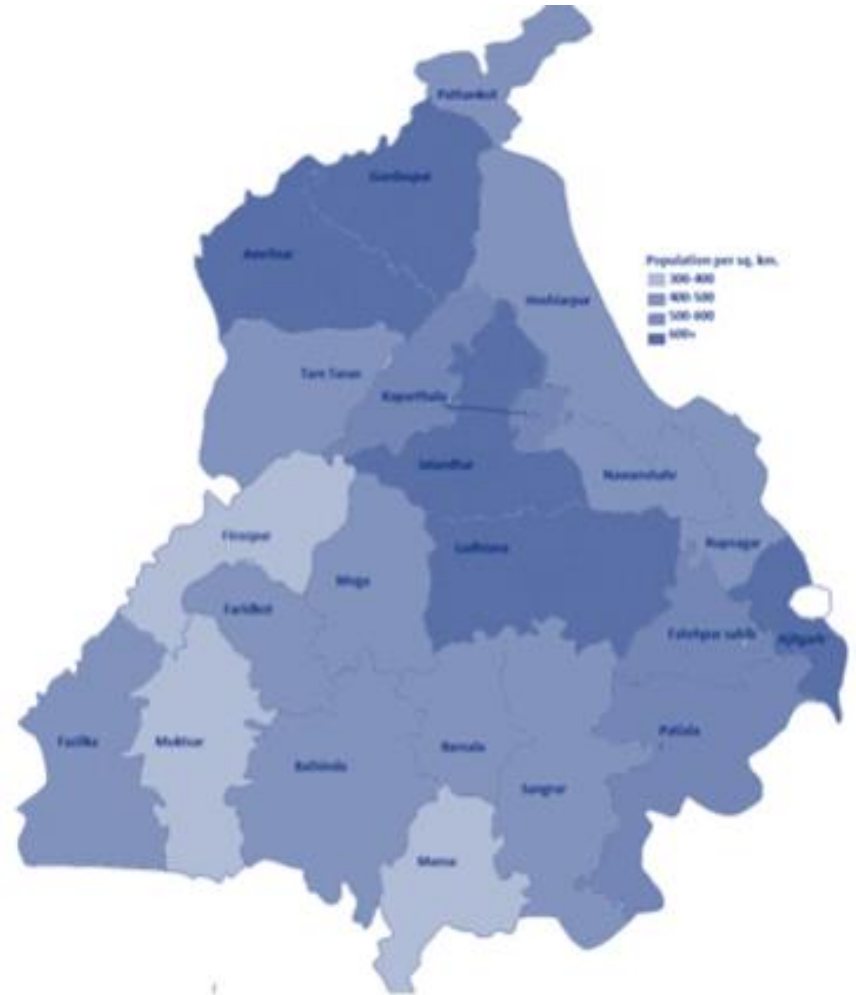 Pathankot
Gurdaspur
Amritsar
Population per sq. km.
300-400
400-500
500-600
600+
Hoshiarpur
Tarn Taran
Kapurthala
Jalandhar
Nawanshahr
Firozpur
Ludhiana
Rupnagar
Moga
Faridkot
Fatehgarh sahib
Fazilka
Muktsar
Patiala
Barnala
Bathinda
Sangrur
Mansa